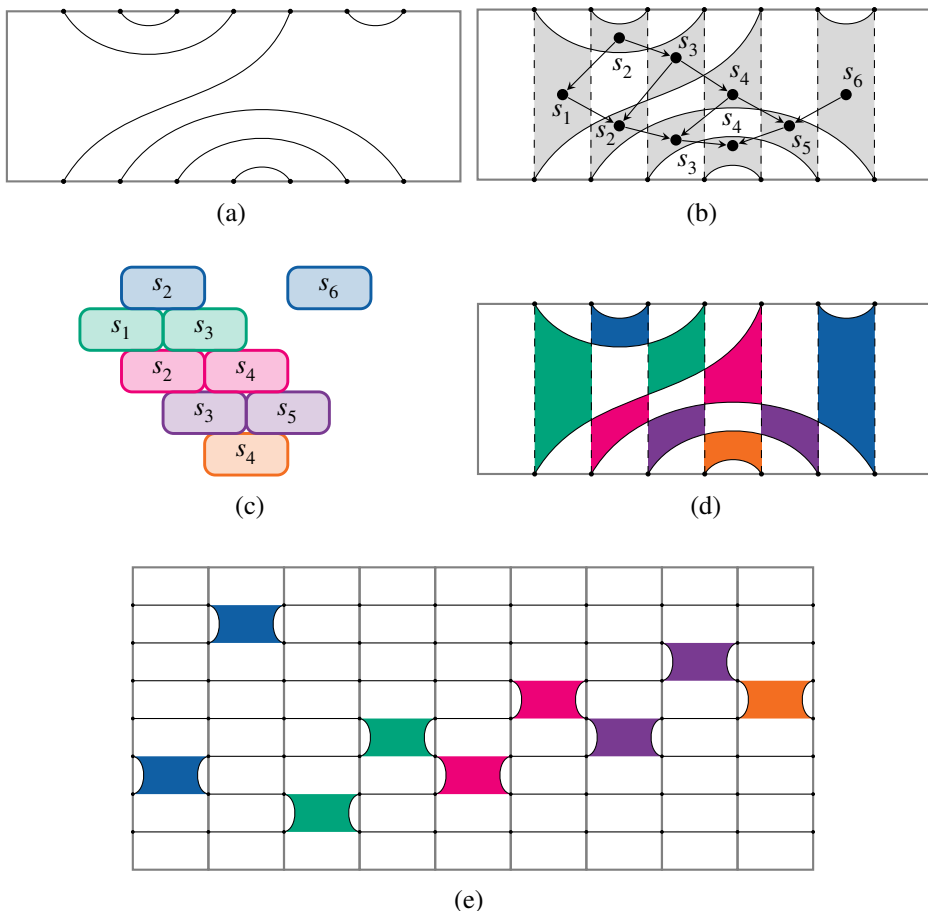 (a)
s2 s3 s4 s6
s1 s2 s4 s5
s3
(b)
s2 s6
s1 s3
s2 s4
s3 s5
s4
(c)
(d)
(e)